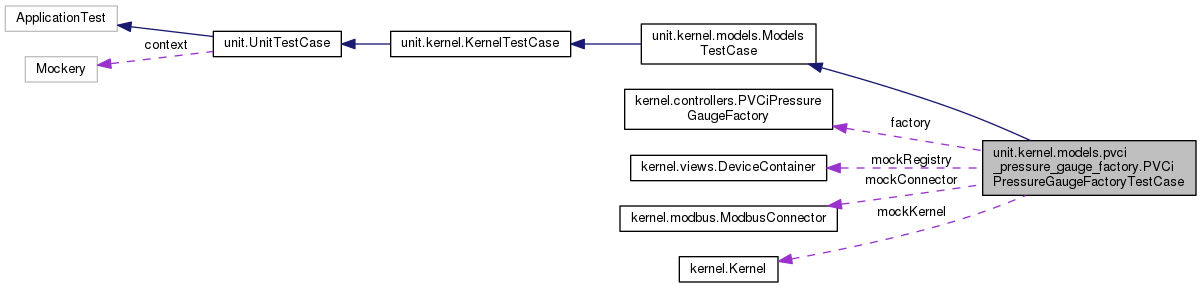 ApplicationTest
context
Mockery
unit.UnitTestCase
unit.kernel.KernelTestCase
unit.kernel.models.Models
TestCase
kernel.controllers.PVCiPressure
GaugeFactory
factory
kernel.views.DeviceContainer
mockRegistry
mockConnector
kernel.modbus.ModbusConnector
mockKernel
kernel.Kernel
unit.kernel.models.pvci
_pressure_gauge_factory.PVCi
PressureGaugeFactoryTestCase